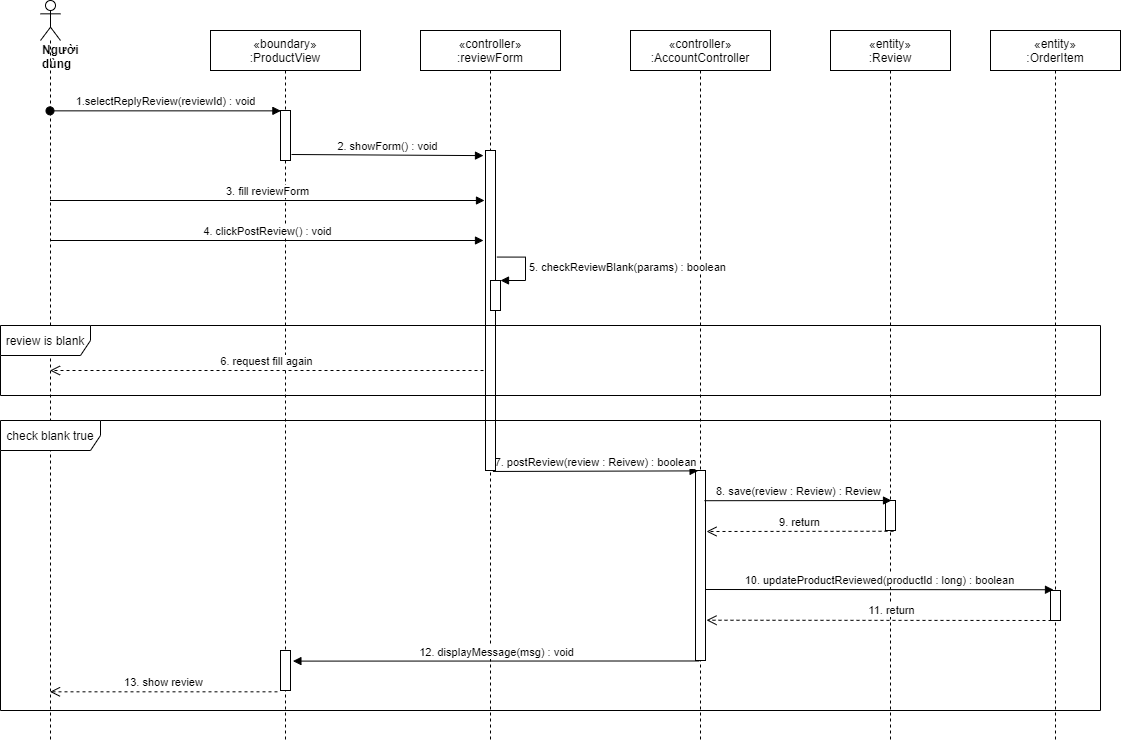 Người
dùng
«boundary»
:ProductView
«controller»
:reviewForm
«controller»
:AccountController
«entity»
:Review
«entity»
:OrderItem
1.selectReplyReview(reviewId) : void
2. showForm() : void
3. fill reviewForm
4. clickPostReview() : void
5. checkReviewBlank(params) : boolean
review is blank
6. request fill again
check blank true
7. postReview(review : Reivew) : boolean
8. save(review : Review) : Review
9. return
10. updateProductReviewed(productId : long) : boolean
11. return
12. displayMessage(msg) : void
13. show review